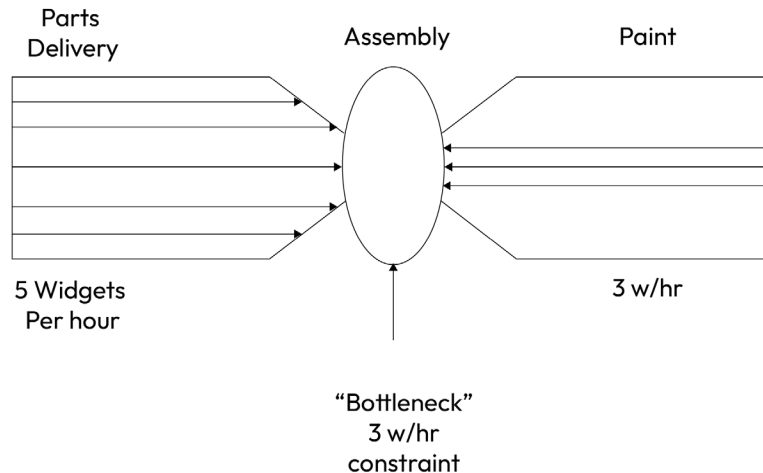 Parts
Delivery
Assembly
Paint
5 Widgets
Per hour
3 w/hr
“Bottleneck”
3 w/hr
constraint